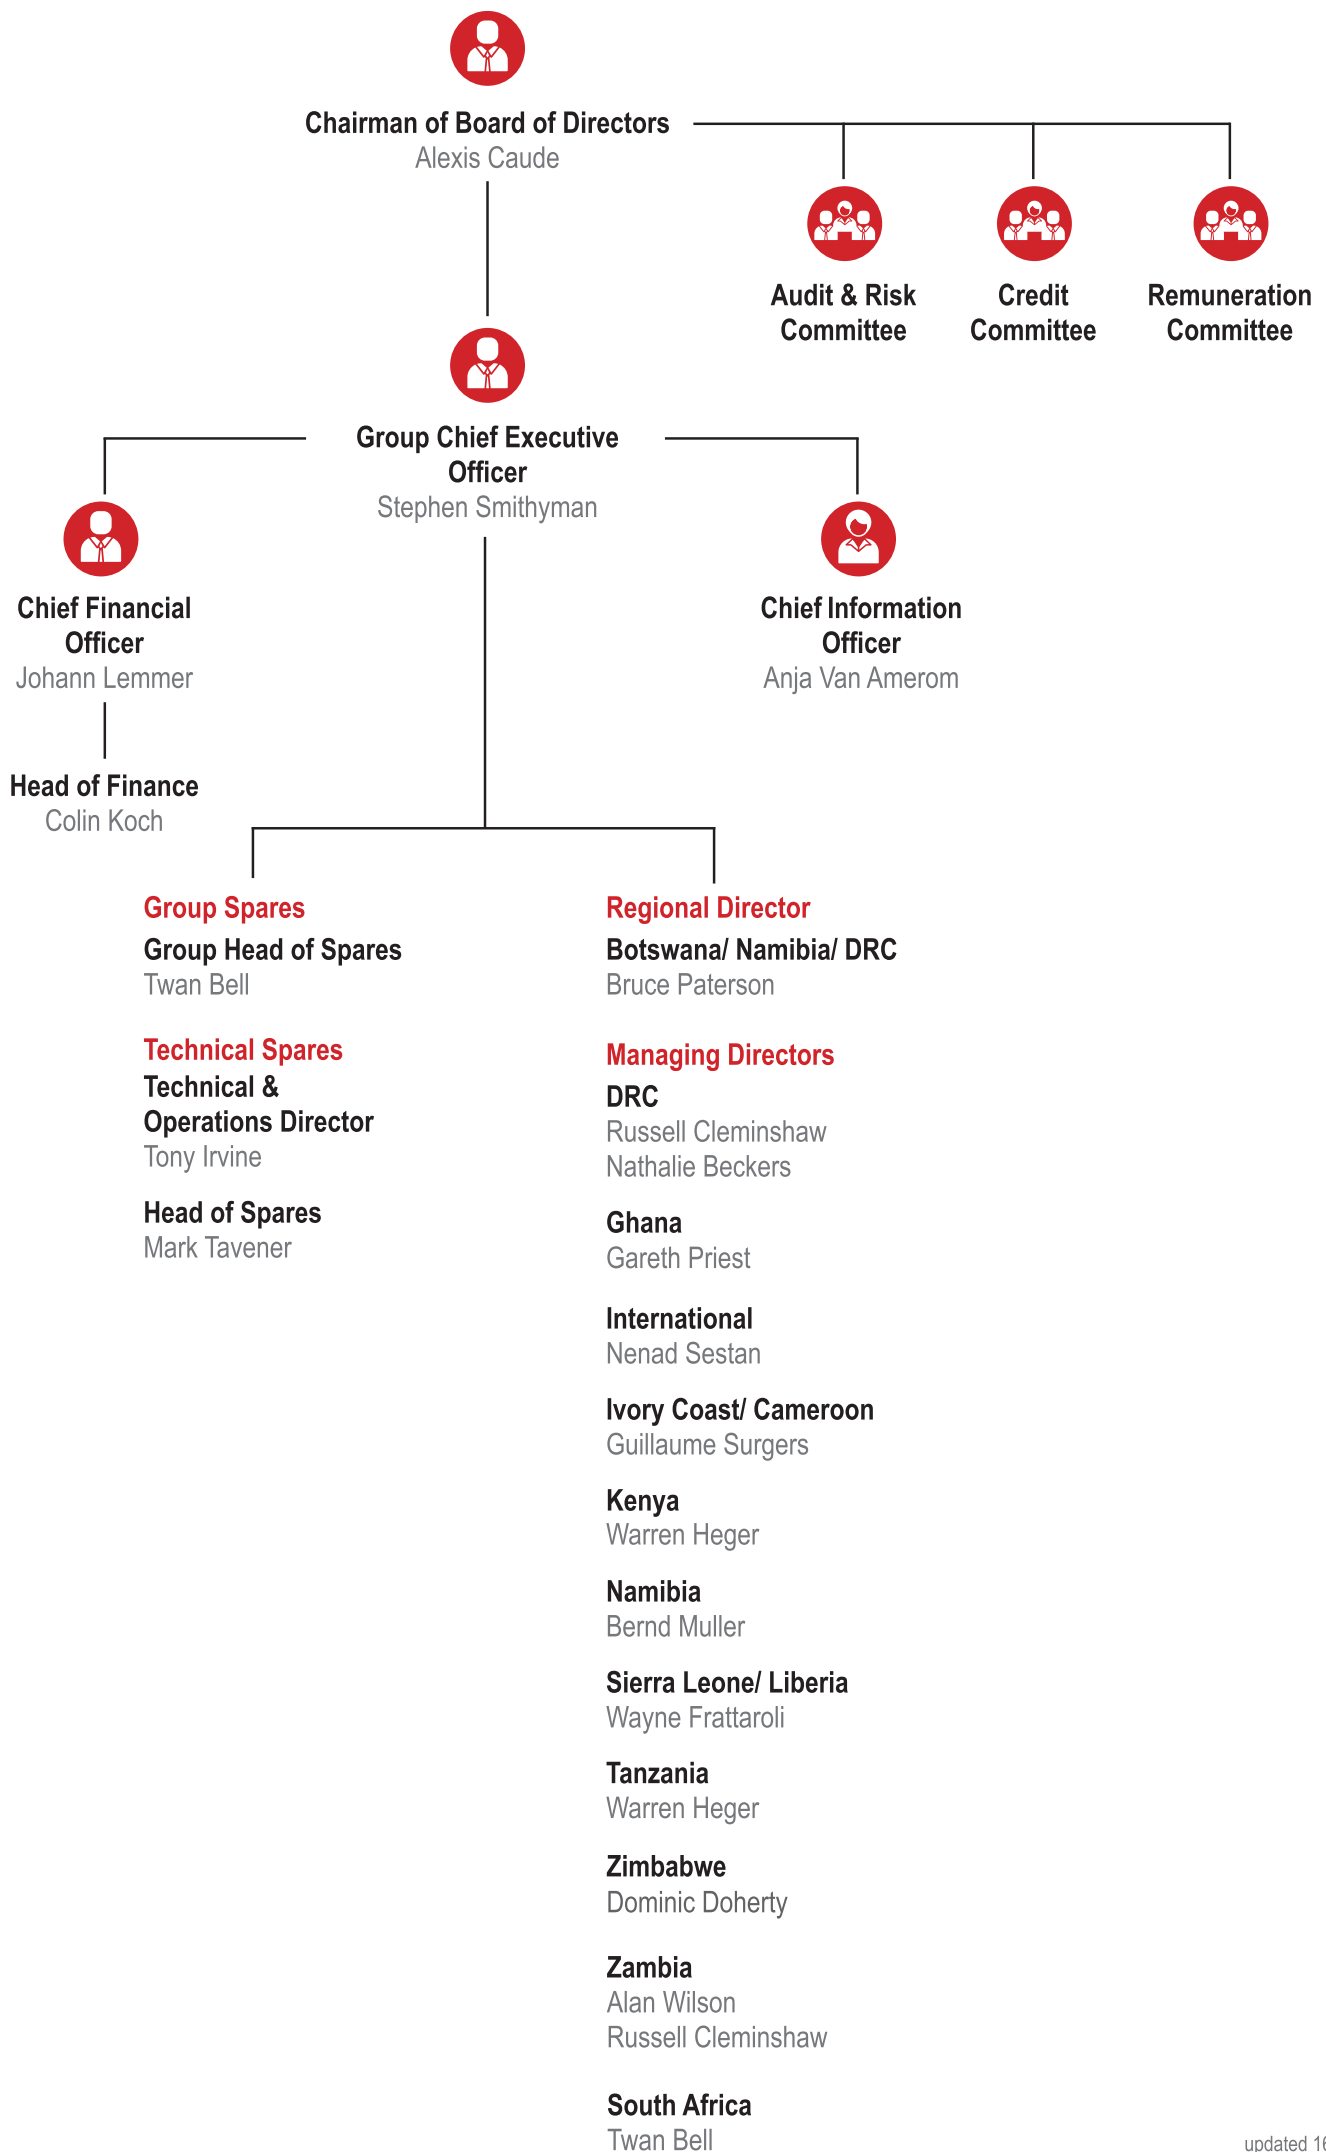 Chairman of Board of Directors
Alexis Caude
Audit & Risk
Committee
Credit
Committee
Remuneration
Committee
Group Chief Executive
Officer
Stephen Smithyman
Chief Financial
Officer
Johann Lemmer
Chief Information
Officer
Anja Van Amerom
Head of Finance
Colin Koch
Group Spares
Group Head of Spares
Twan Bell
Technical Spares
Technical &
Operations Director
Tony Irvine
Head of Spares
Mark Tavener
Regional Director
Botswana/ Namibia/ DRC
Bruce Paterson
Managing Directors
DRC
Russell Cleminshaw
Nathalie Beckers
Ghana
Gareth Priest
International
Nenad Sestan
Ivory Coast/ Cameroon
Guillaume Surgers
Kenya
Warren Heger
Namibia
Bernd Muller
Sierra Leone/ Liberia
Wayne Frattaroli
Tanzania
Warren Heger
Zimbabwe
Dominic Doherty
Zambia
Alan Wilson
Russell Cleminshaw
South Africa
Twan Bell
updated